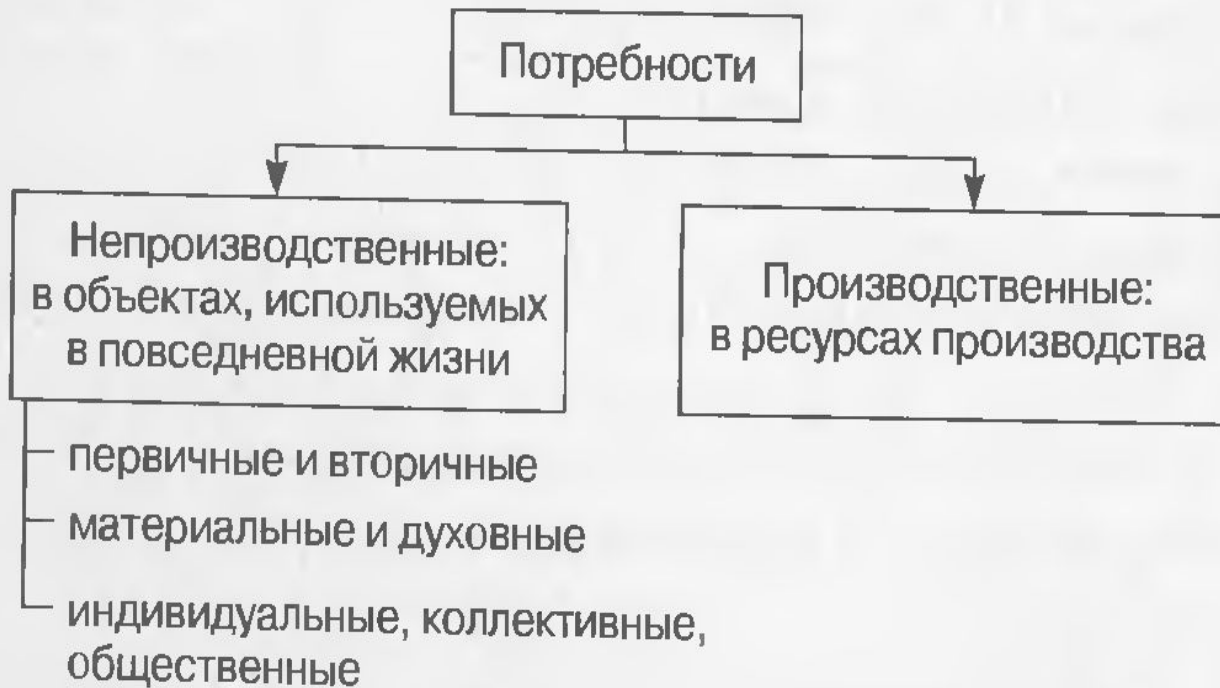 Потребности
Непроизводственные:
в объектах, используемых
в повседневной жизни
Производственные:
в ресурсах производства
первичные и вторичные
материальные и духовные
индивидуальные, коллективные,
общественные